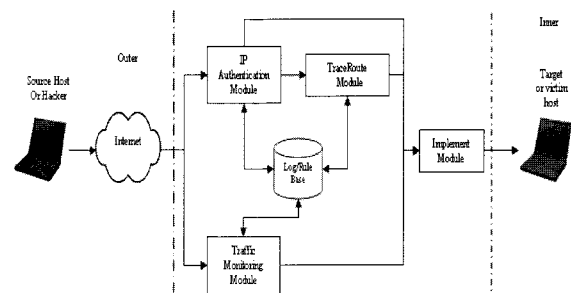 Source Host
Or Hacker
Outer
Internet
IP
Authentication
Module
TraceRoute
Module
Log/Rule
Base
Traffic
Monitoring
Module
Implement
Module
Inner
Target
or victim
host